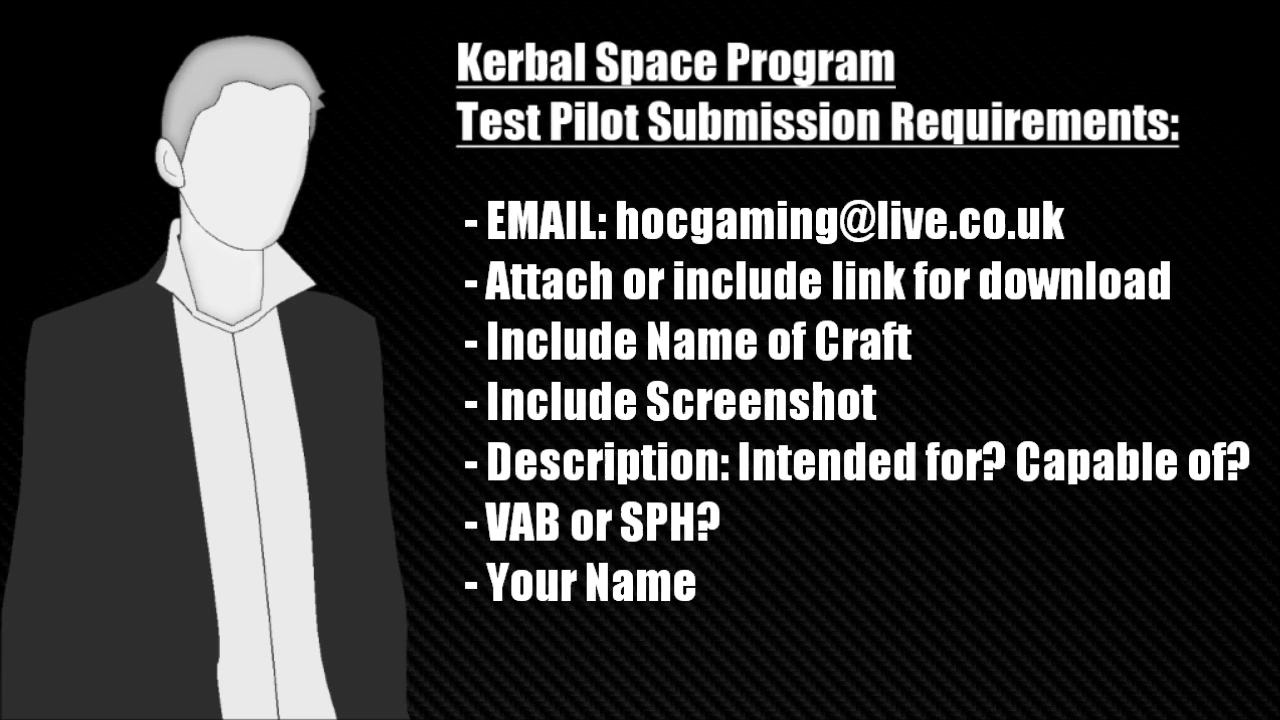 Kerbal Space Program
Test Pilot Submission Requirements:
- EMAIL: hocgaming@live.co.uk
- Attach or include link for download
- Include Name of Craft
- Include Screenshot
- Description: Intended for? Capable of?
- VAB or SPH?
- Your Name